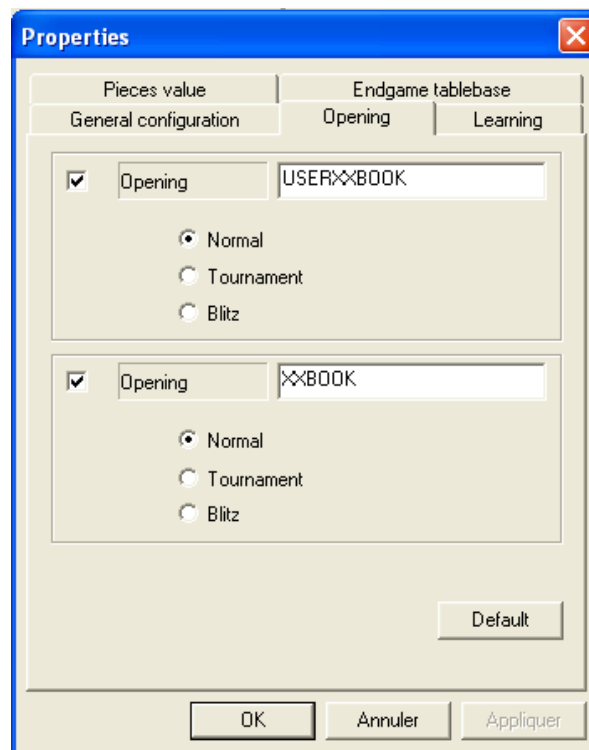 Properties
Pieces value Endgame tablebase
General configuration Opening Learning
Opening USERXXBOOK
Normal
Tournament
Blitz
Opening XXBOOK
Normal
Tournament
Blitz
Default
OK Annuler Appliquer